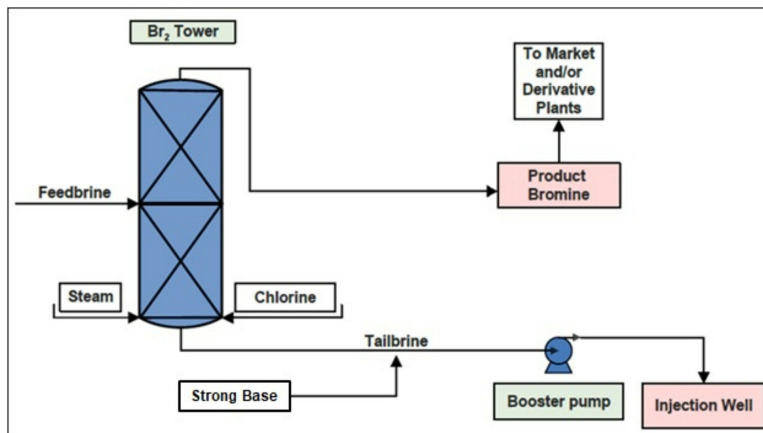 Br₂ Tower
To Market
and/or
Derivative
Plants
Product
Bromine
Feedbrine
Steam
Chlorine
Tailbrine
Strong Base
Booster pump
Injection Well